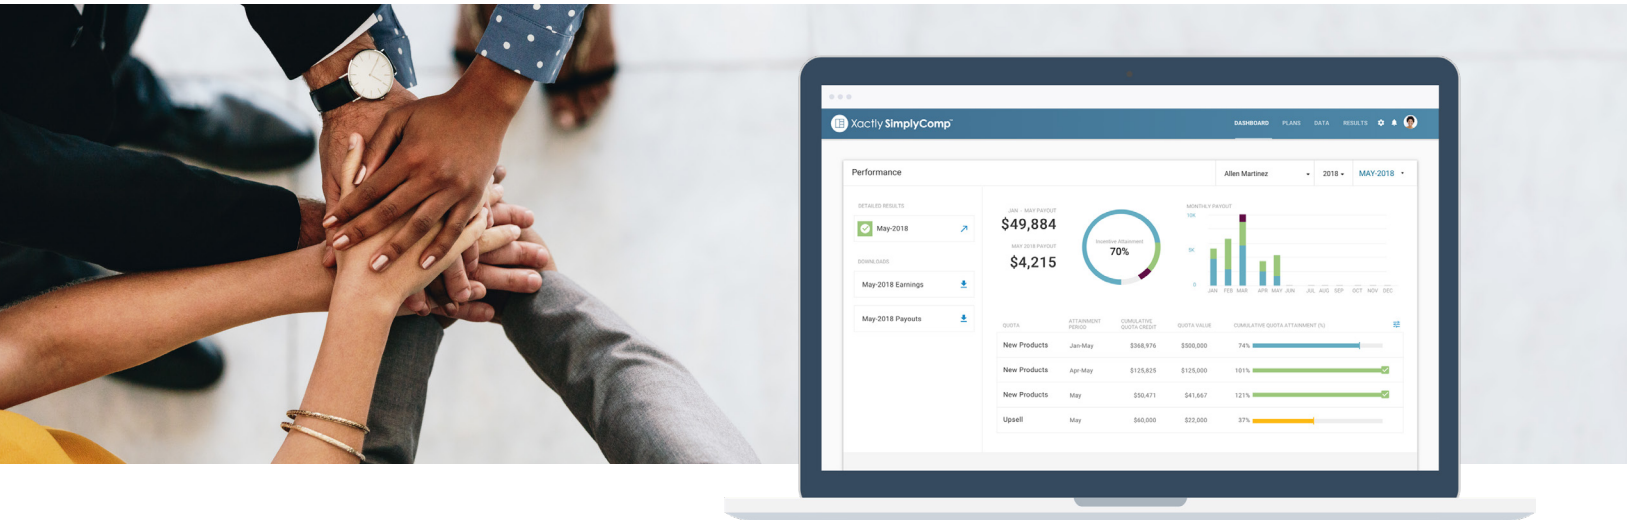 Xactly SimplyComp™
DASHBOARD PLANS DATA RESULTS
Performance
Allen Martinez 2018 MAY-2018
DETAILED RESULTS
May-2018
DOWNLOADS
May-2018 Earnings
May-2018 Payouts
JAN – MAY PAYOUT
$49,884
MAY 2018 PAYOUT
$4,215
Incentive Attainment
70%
MONTHLY PAYOUT
10K
5K
0
JAN FEB MAR APR MAY JUN JUL AUG SEP OCT NOV DEC
QUOTA ATTAINMENT PERIOD CUMULATIVE QUOTA CREDIT QUOTA VALUE CUMULATIVE QUOTA ATTAINMENT (%)
New Products Jan-May $368,976 $500,000 74%
New Products Apr-May $125,825 $125,000 101%
New Products May $50,471 $41,667 121%
Upsell May $60,000 $22,000 37%